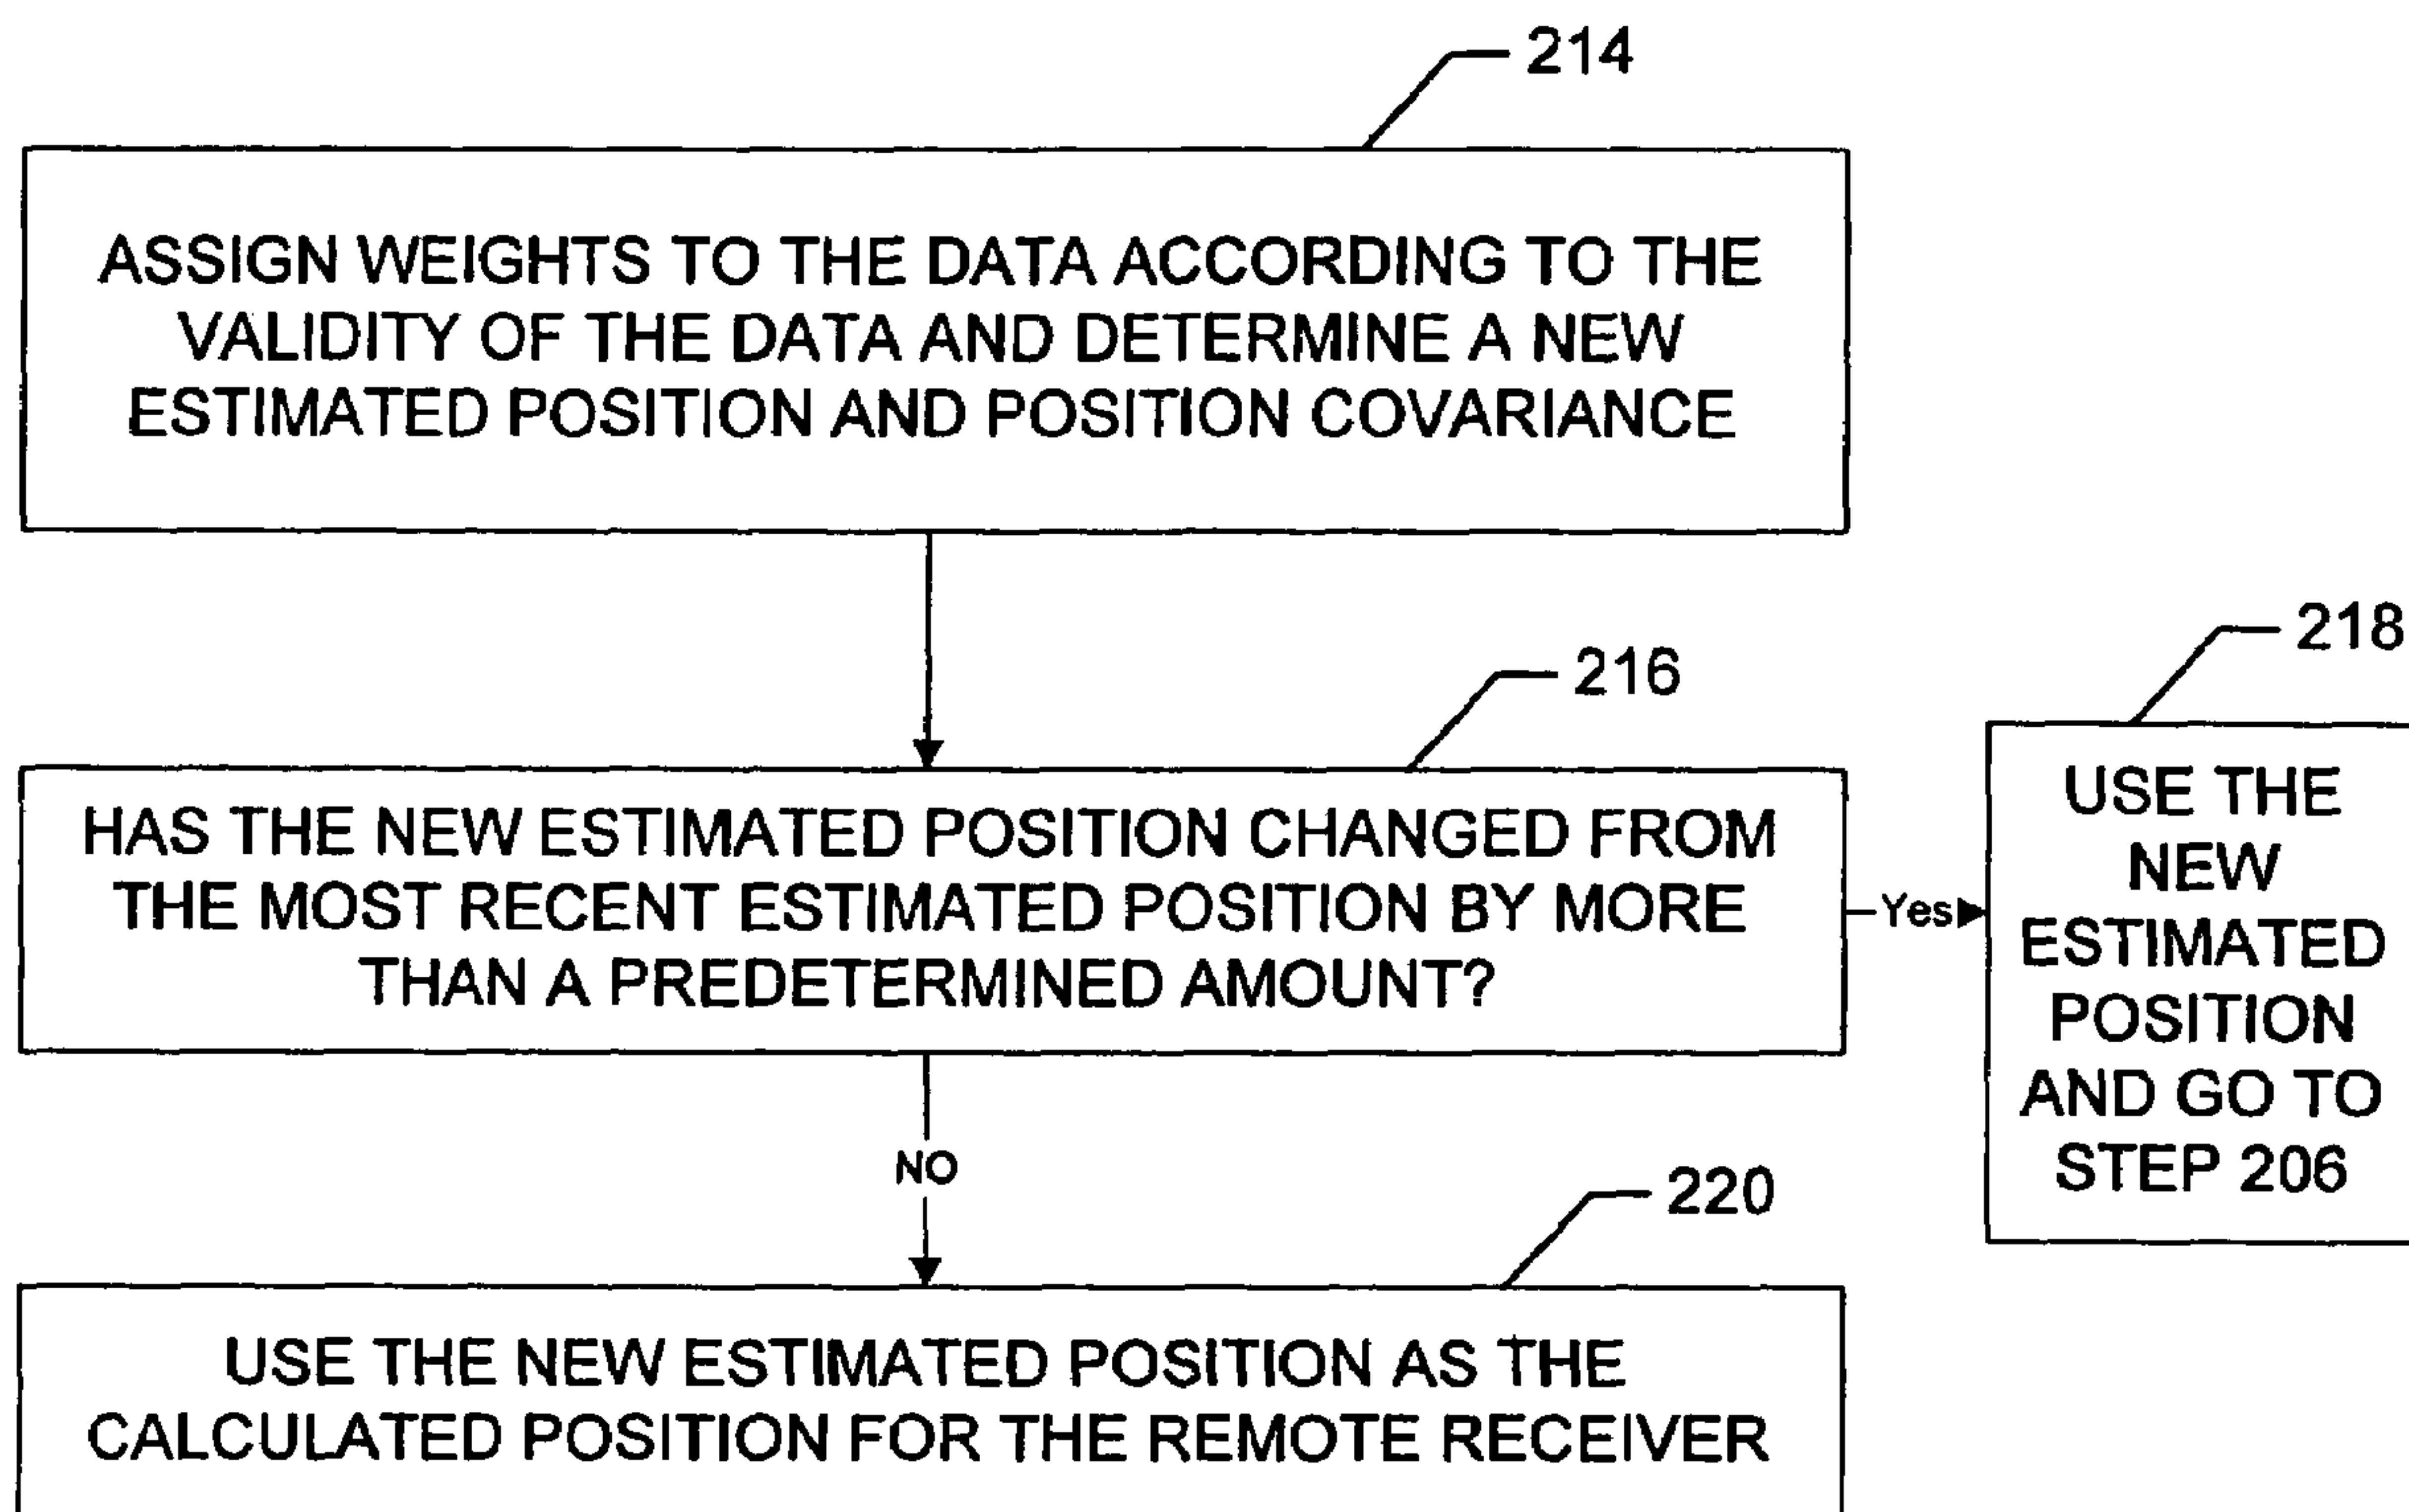 214
ASSIGN WEIGHTS TO THE DATA ACCORDING TO THE
VALIDITY OF THE DATA AND DETERMINE A NEW
ESTIMATED POSITION AND POSITION COVARIANCE
216
HAS THE NEW ESTIMATED POSITION CHANGED FROM
THE MOST RECENT ESTIMATED POSITION BY MORE
THAN A PREDETERMINED AMOUNT?
Yes
218
USE THE
NEW
ESTIMATED
POSITION
AND GO TO
STEP 206
NO
220
USE THE NEW ESTIMATED POSITION AS THE
CALCULATED POSITION FOR THE REMOTE RECEIVER